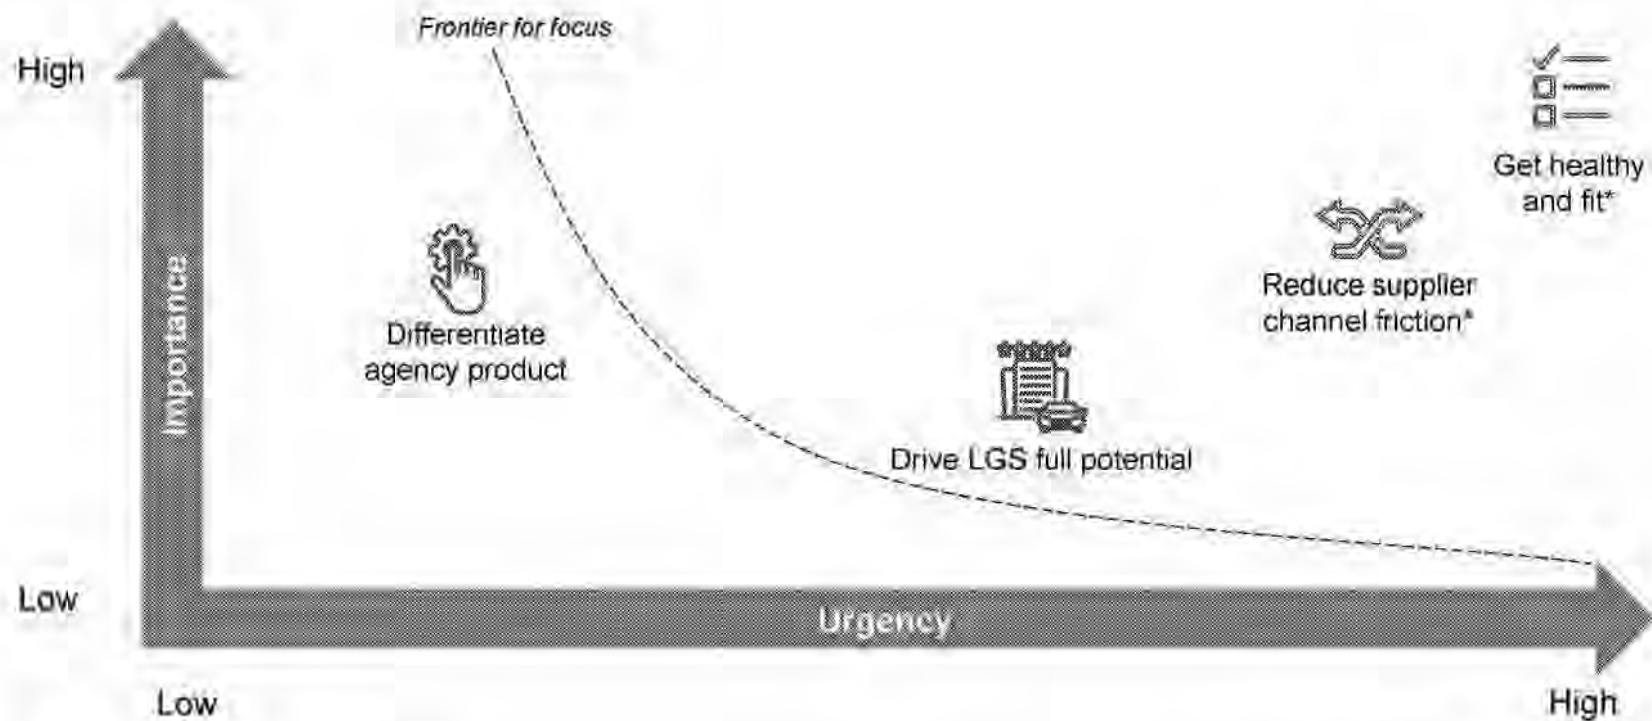 Frontier for focus
High
Get healthy
and fit*
Reduce supplier
channel friction*
Differentiate
agency product
Importance
Drive LGS full potential
Low
Urgency
Low
High